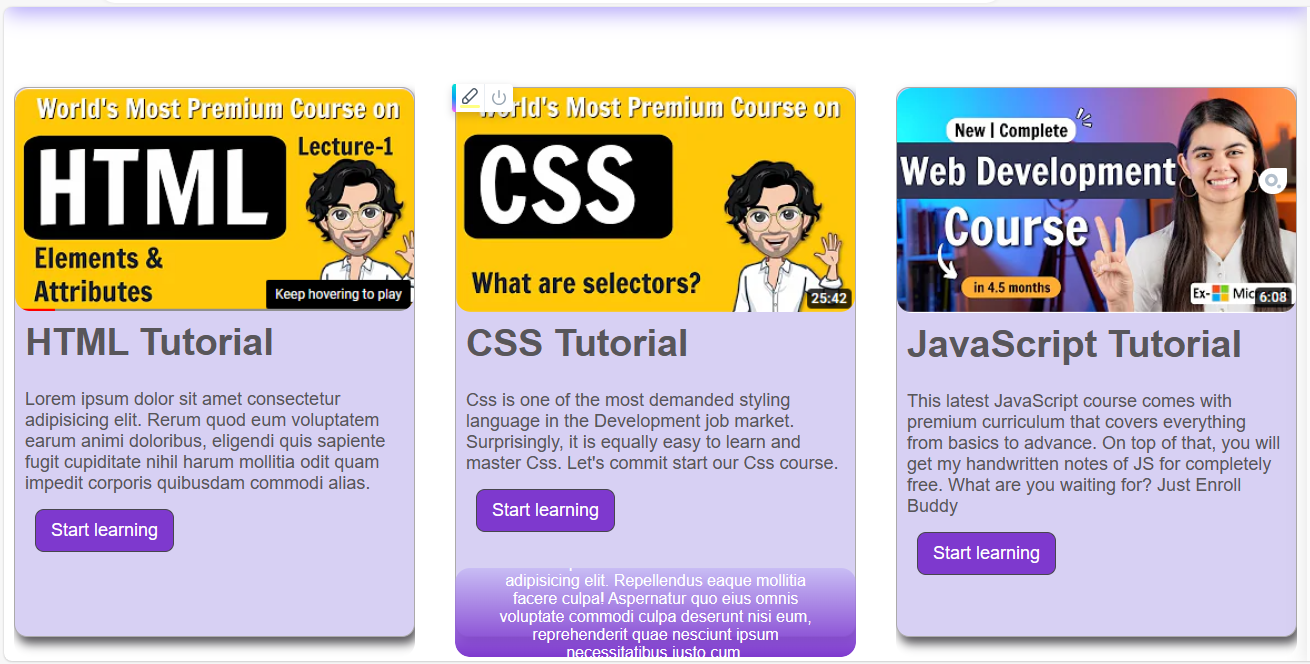 World's Most Premium Course on
HTML
Lecture-1
Elements &
Attributes
Keep hovering to play
HTML Tutorial
Lorem ipsum dolor sit amet consectetur
adipisicing elit. Rerum quod eum voluptatem
earum animi doloribus, eligendi quis sapiente
fugit cupiditate nihil harum mollitia odit quam
impedit corporis quibusdam commodi alias.
Start learning
World's Most Premium Course on
CSS
What are selectors?
25:42
CSS Tutorial
Css is one of the most demanded styling
language in the Development job market.
Surprisingly, it is equally easy to learn and
master Css. Let's commit start our Css course.
Start learning
adipisicing elit. Repellendus eaque mollitia
facere culpa! Aspernatur quo eius omnis
voluptate commodi culpa deserunt nisi eum,
reprehenderit quae nesciunt ipsum
necessitatibus iusto cum
New | Complete
Web Development
Course
in 4.5 months
Ex- Mic
6:08
JavaScript Tutorial
This latest JavaScript course comes with
premium curriculum that covers everything
from basics to advance. On top of that, you will
get my handwritten notes of JS for completely
free. What are you waiting for? Just Enroll
Buddy
Start learning